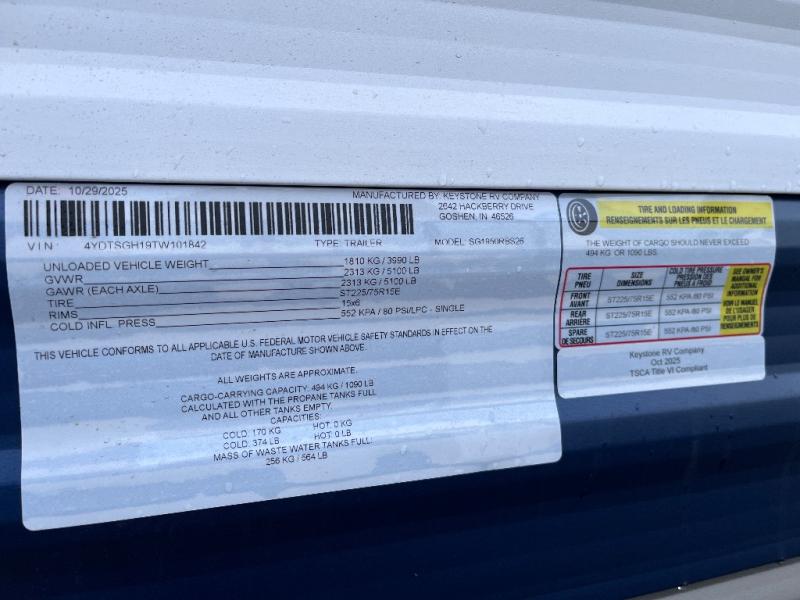 DATE: 10/29/2025
MANUFACTURED BY: KEYSTONE RV COMPANY
2642 HACKBERRY DRIVE
GOSHEN, IN 46526
VIN: 4YDTSGH19TW101842 TYPE: TRAILER MODEL: SG1950RBS26
UNLOADED VEHICLE WEIGHT 1810 KG / 3990 LB
GVWR 2313 KG / 5100 LB
GAWR (EACH AXLE) 2313 KG / 5100 LB
TIRE ST225/75R15E
RIMS 15x6
COLD INFL. PRESS 552 KPA / 80 PSI/LPC - SINGLE
THIS VEHICLE CONFORMS TO ALL APPLICABLE U.S. FEDERAL MOTOR VEHICLE SAFETY STANDARDS IN EFFECT ON THE
DATE OF MANUFACTURE SHOWN ABOVE.
ALL WEIGHTS ARE APPROXIMATE.
CARGO-CARRYING CAPACITY: 494 KG / 1090 LB
CALCULATED WITH THE PROPANE TANKS FULL
AND ALL OTHER TANKS EMPTY.
CAPACITIES:
COLD: 170 KG HOT: 0 KG
COLD: 374 LB HOT: 0 LB
MASS OF WASTE WATER TANKS FULL:
256 KG / 564 LB
TIRE AND LOADING INFORMATION
RENSEIGNEMENTS SUR LES PNEUS ET LE CHARGEMENT
THE WEIGHT OF CARGO SHOULD NEVER EXCEED
494 KG OR 1090 LBS.
TIRE
PNEU
SIZE
DIMENSIONS
COLD TIRE PRESSURE
PRESSION DES
PNEUS A FROID
SEE OWNER'S
MANUAL FOR
ADDITIONAL
INFORMATION
VOIR LE MANUEL
DE L'USAGER
POUR PLUS DE
RENSEIGNEMENTS
FRONT
AVANT
ST225/75R15E 552 KPA /80 PSI
REAR
ARRIÈRE
ST225/75R15E 552 KPA /80 PSI
SPARE
DE SECOURS
ST225/75R15E 552 KPA /80 PSI
Keystone RV Company
Oct 2025
TSCA Title VI Compliant